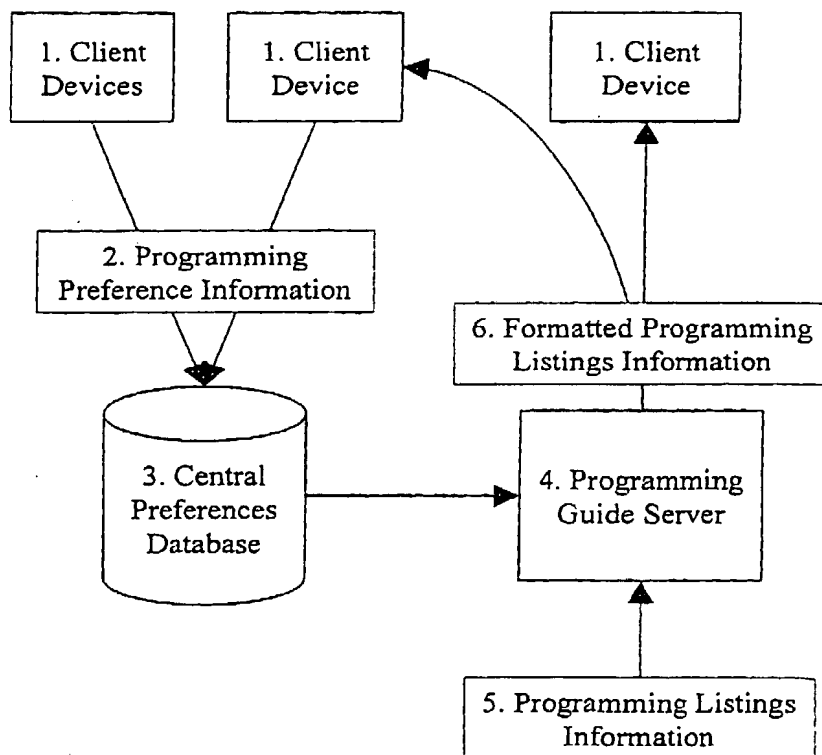 1. Client
Devices
1. Client
Device
1. Client
Device
2. Programming
Preference Information
6. Formatted Programming
Listings Information
3. Central
Preferences
Database
4. Programming
Guide Server
5. Programming Listings
Information